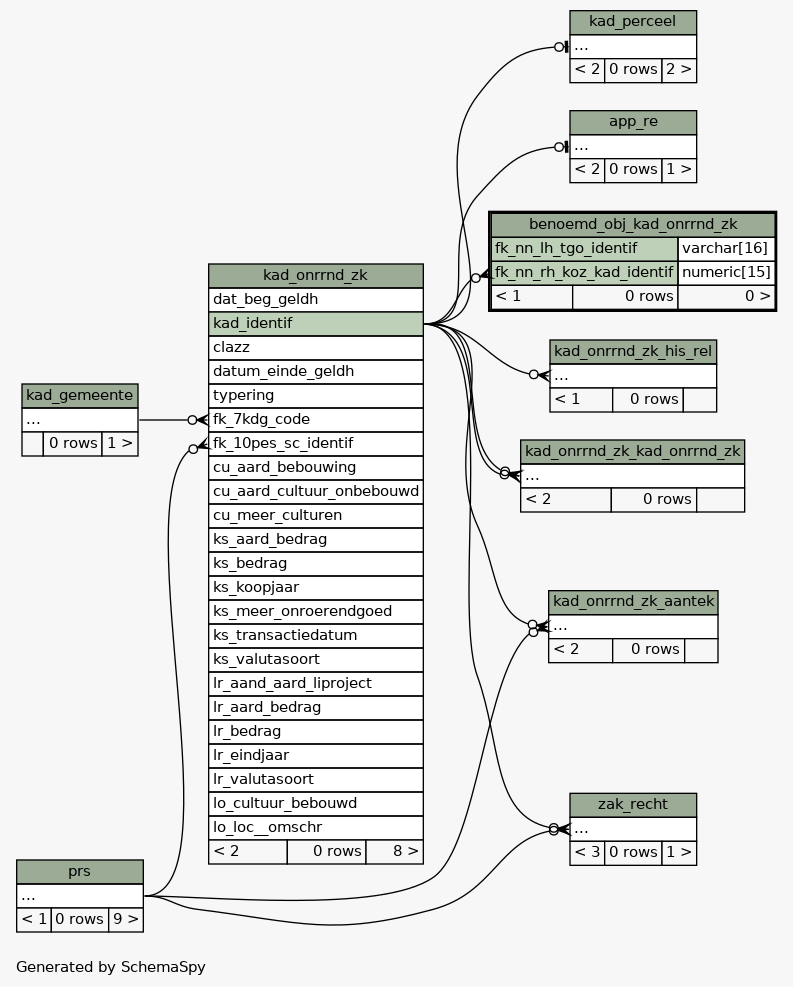 kad_perceel
...
< 2 0 rows 2 >
app_re
...
< 2 0 rows 1 >
benoemd_obj_kad_onrrnd_zk
fk_nn_lh_tgo_identif varchar[16]
fk_nn_rh_koz_kad_identif numeric[15]
< 1 0 rows 0 >
kad_onrrnd_zk
dat_beg_geldh
kad_identif
clazz
datum_einde_geldh
typering
fk_7kdg_code
fk_10pes_sc_identif
cu_aard_bebouwing
cu_aard_cultuur_onbebouwd
cu_meer_culturen
ks_aard_bedrag
ks_bedrag
ks_koopjaar
ks_meer_onroerendgoed
ks_transactiedatum
ks_valutasoort
lr_aand_aard_liproject
lr_aard_bedrag
lr_bedrag
lr_eindjaar
lr_valutasoort
lo_cultuur_bebouwd
lo_loc__omschr
< 2 0 rows 8 >
kad_onrrnd_zk_his_rel
...
< 1 0 rows
kad_gemeente
...
0 rows 1 >
kad_onrrnd_zk_kad_onrrnd_zk
...
< 2 0 rows
kad_onrrnd_zk_aantek
...
< 2 0 rows
zak_recht
...
< 3 0 rows 1 >
prs
...
< 1 0 rows 9 >
Generated by SchemaSpy